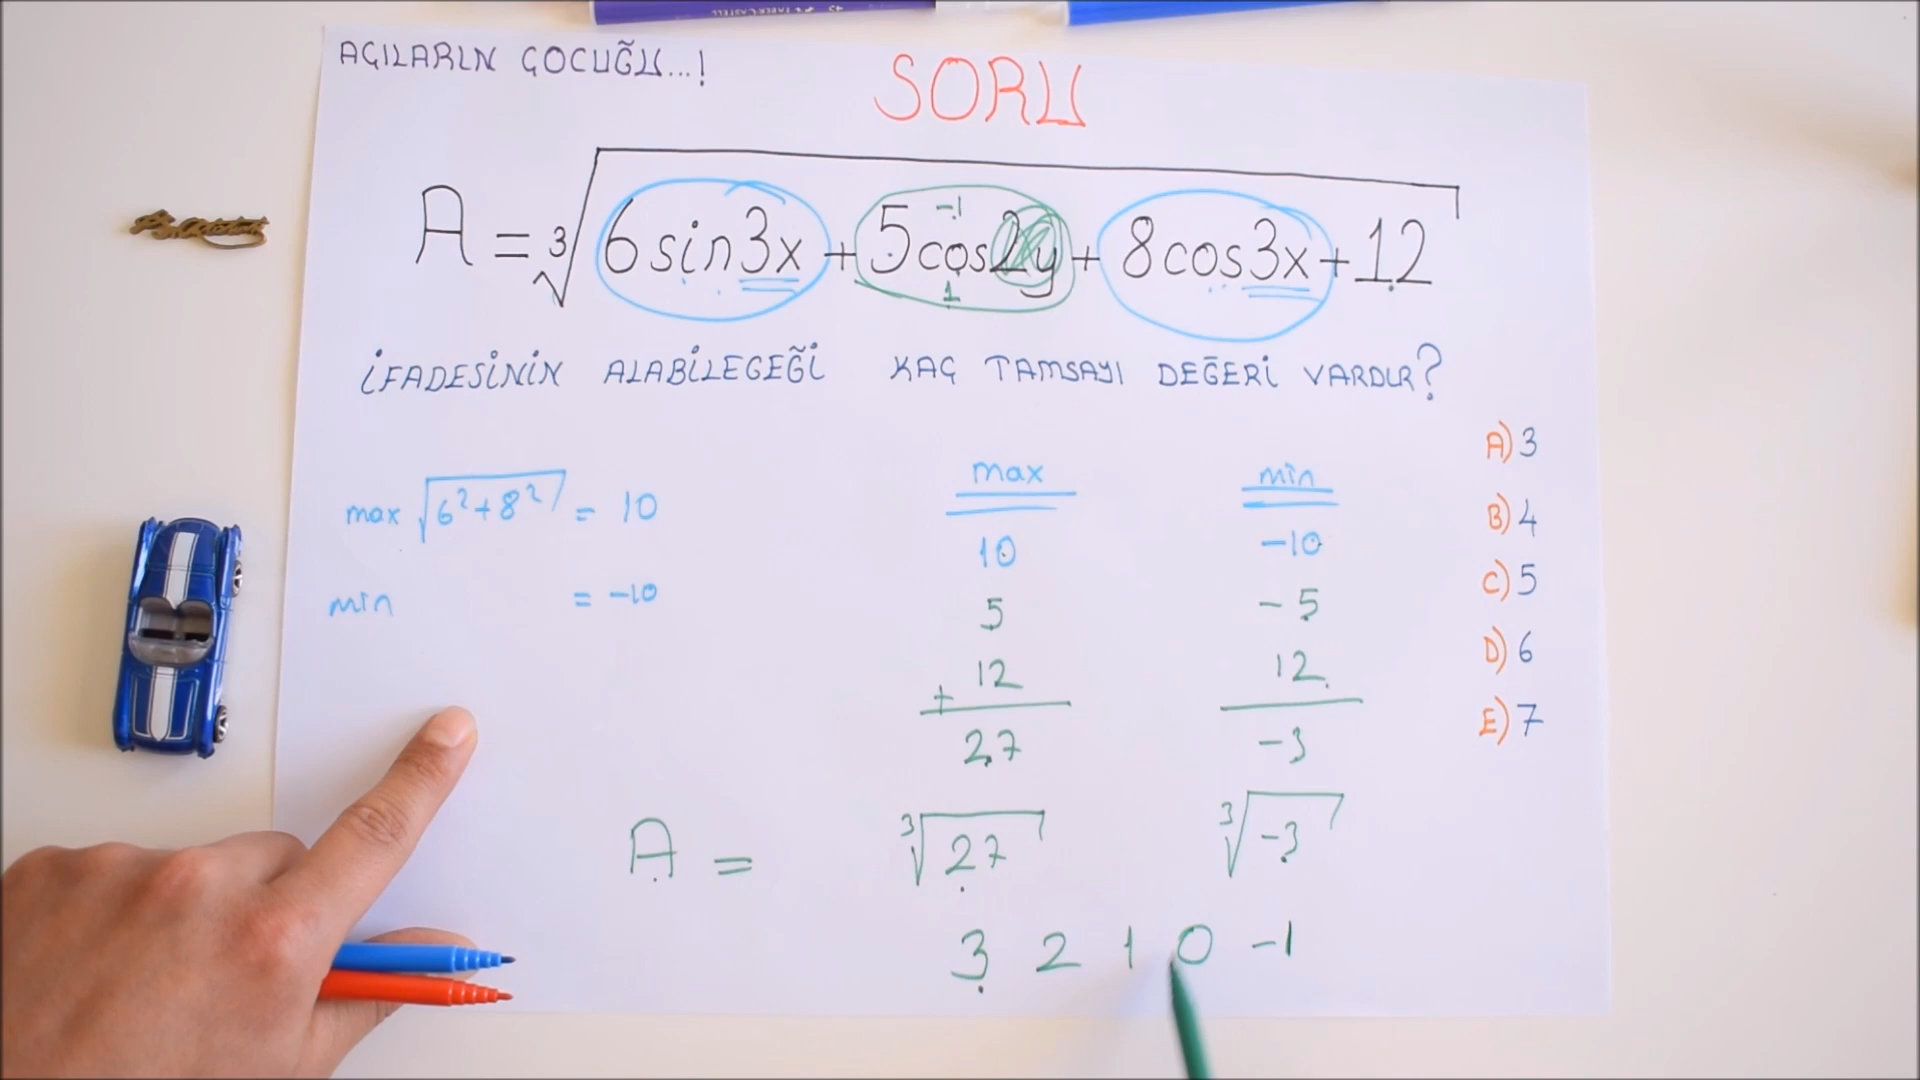 AÇILARIN ÇOCUĞU...!
SORU
A = ∛(6sin3x + 5cos2y + 8cos3x + 12)
-1
1
İFADESİNİN ALABİLECEĞİ KAÇ TAMSAYI DEĞERİ VARDIR?
max √(6²+8²) = 10
min = -10
max min
10 -10
5 -5
+ 12 12
27 -3
A = ∛27 ∛-3
3 2 1 0 -1
A) 3
B) 4
C) 5
D) 6
E) 7